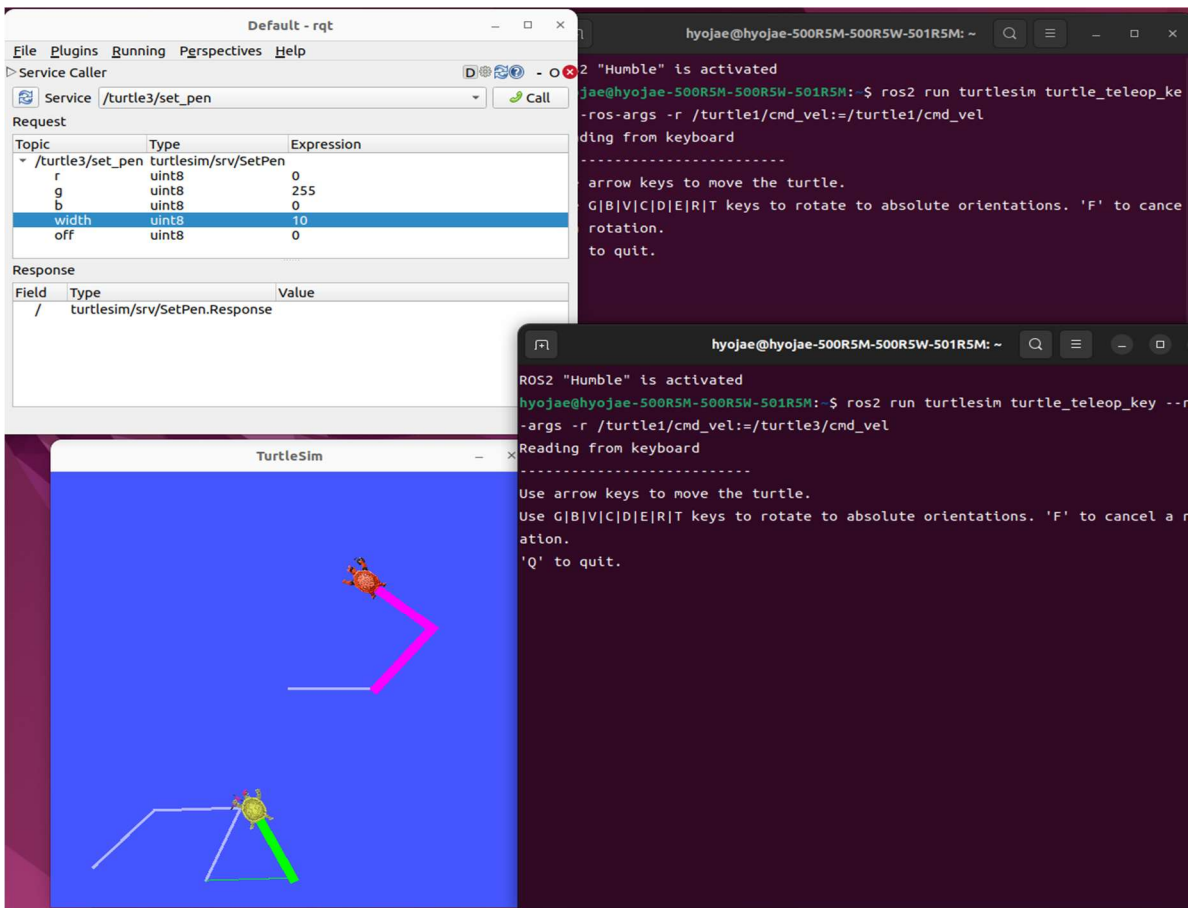 Default - rqt
File Plugins Running Perspectives Help
Service Caller
D - O
Service /turtle3/set_pen Call
Request
Topic Type Expression
/turtle3/set_pen turtlesim/srv/SetPen
r uint8 0
g uint8 255
b uint8 0
width uint8 10
off uint8 0
Response
Field Type Value
/ turtlesim/srv/SetPen.Response
hyojae@hyojae-500R5M-500R5W-501R5M: ~
2 "Humble" is activated
jae@hyojae-500R5M-500R5W-501R5M:~$ ros2 run turtlesim turtle_teleop_ke
-ros-args -r /turtle1/cmd_vel:=/turtle1/cmd_vel
ding from keyboard
------------------------
arrow keys to move the turtle.
G|B|V|C|D|E|R|T keys to rotate to absolute orientations. 'F' to cance
rotation.
to quit.
hyojae@hyojae-500R5M-500R5W-501R5M: ~
ROS2 "Humble" is activated
hyojae@hyojae-500R5M-500R5W-501R5M:~$ ros2 run turtlesim turtle_teleop_key --r
-args -r /turtle1/cmd_vel:=/turtle3/cmd_vel
Reading from keyboard
---------------------------
Use arrow keys to move the turtle.
Use G|B|V|C|D|E|R|T keys to rotate to absolute orientations. 'F' to cancel a r
ation.
'Q' to quit.
TurtleSim